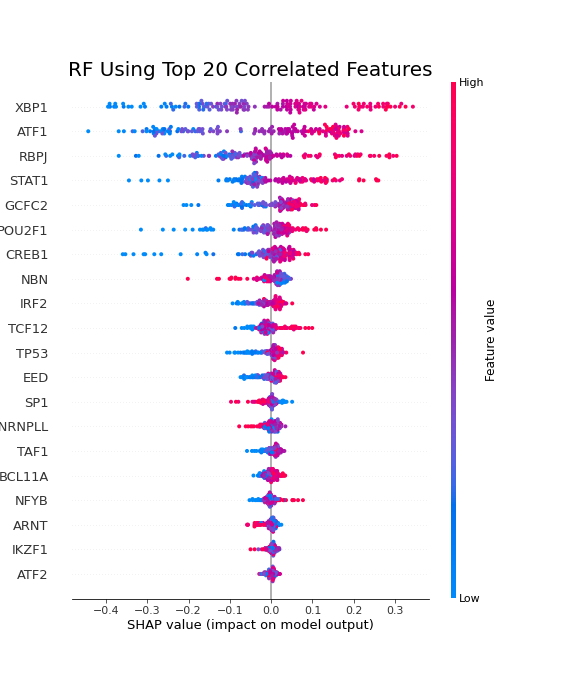 RF Using Top 20 Correlated Features
High
XBP1
ATF1
RBPJ
STAT1
GCFC2
POU2F1
CREB1
NBN
IRF2
TCF12
TP53
EED
SP1
NRNPLL
TAF1
BCL11A
NFYB
ARNT
IKZF1
ATF2
Feature value
Low
−0.4 −0.3 −0.2 −0.1 0.0 0.1 0.2 0.3
SHAP value (impact on model output)